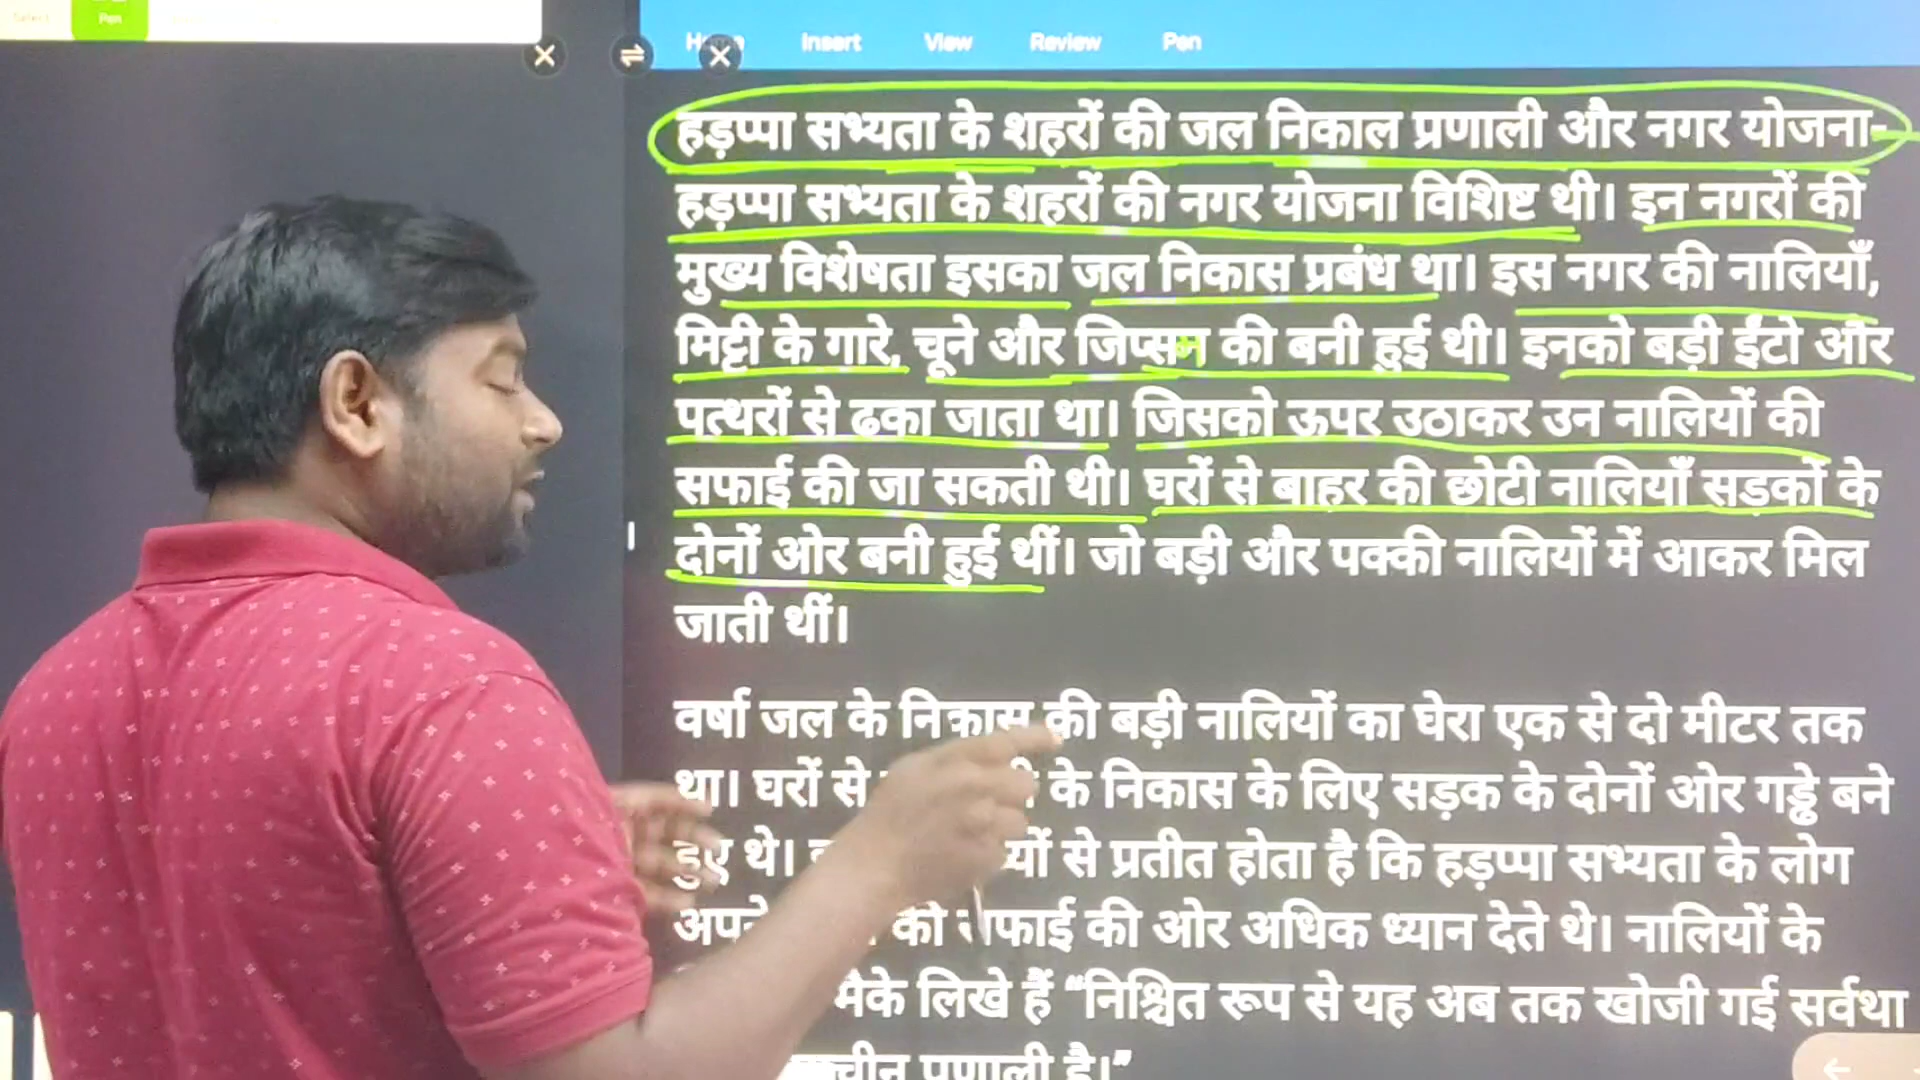 Select
Pen
Home Insert View Review Pen
हड़प्पा सभ्यता के शहरों की जल निकाल प्रणाली और नगर योजना-
हड़प्पा सभ्यता के शहरों की नगर योजना विशिष्ट थी। इन नगरों की
मुख्य विशेषता इसका जल निकास प्रबंध था। इस नगर की नालियाँ,
मिट्टी के गारे, चूने और जिप्सम की बनी हुई थी। इनको बड़ी ईंटो और
पत्थरों से ढका जाता था। जिसको ऊपर उठाकर उन नालियों की
सफाई की जा सकती थी। घरों से बाहर की छोटी नालियाँ सड़कों के
दोनों ओर बनी हुई थीं। जो बड़ी और पक्की नालियों में आकर मिल
जाती थीं।
वर्षा जल के निकास की बड़ी नालियों का घेरा एक से दो मीटर तक
था। घरों से के निकास के लिए सड़क के दोनों ओर गड्ढे बने
हुए थे। से प्रतीत होता है कि हड़प्पा सभ्यता के लोग
की सफाई की ओर अधिक ध्यान देते थे। नालियों के
मैके लिखे हैं “निश्चित रूप से यह अब तक खोजी गई सर्वथा
प्रणाली है।”